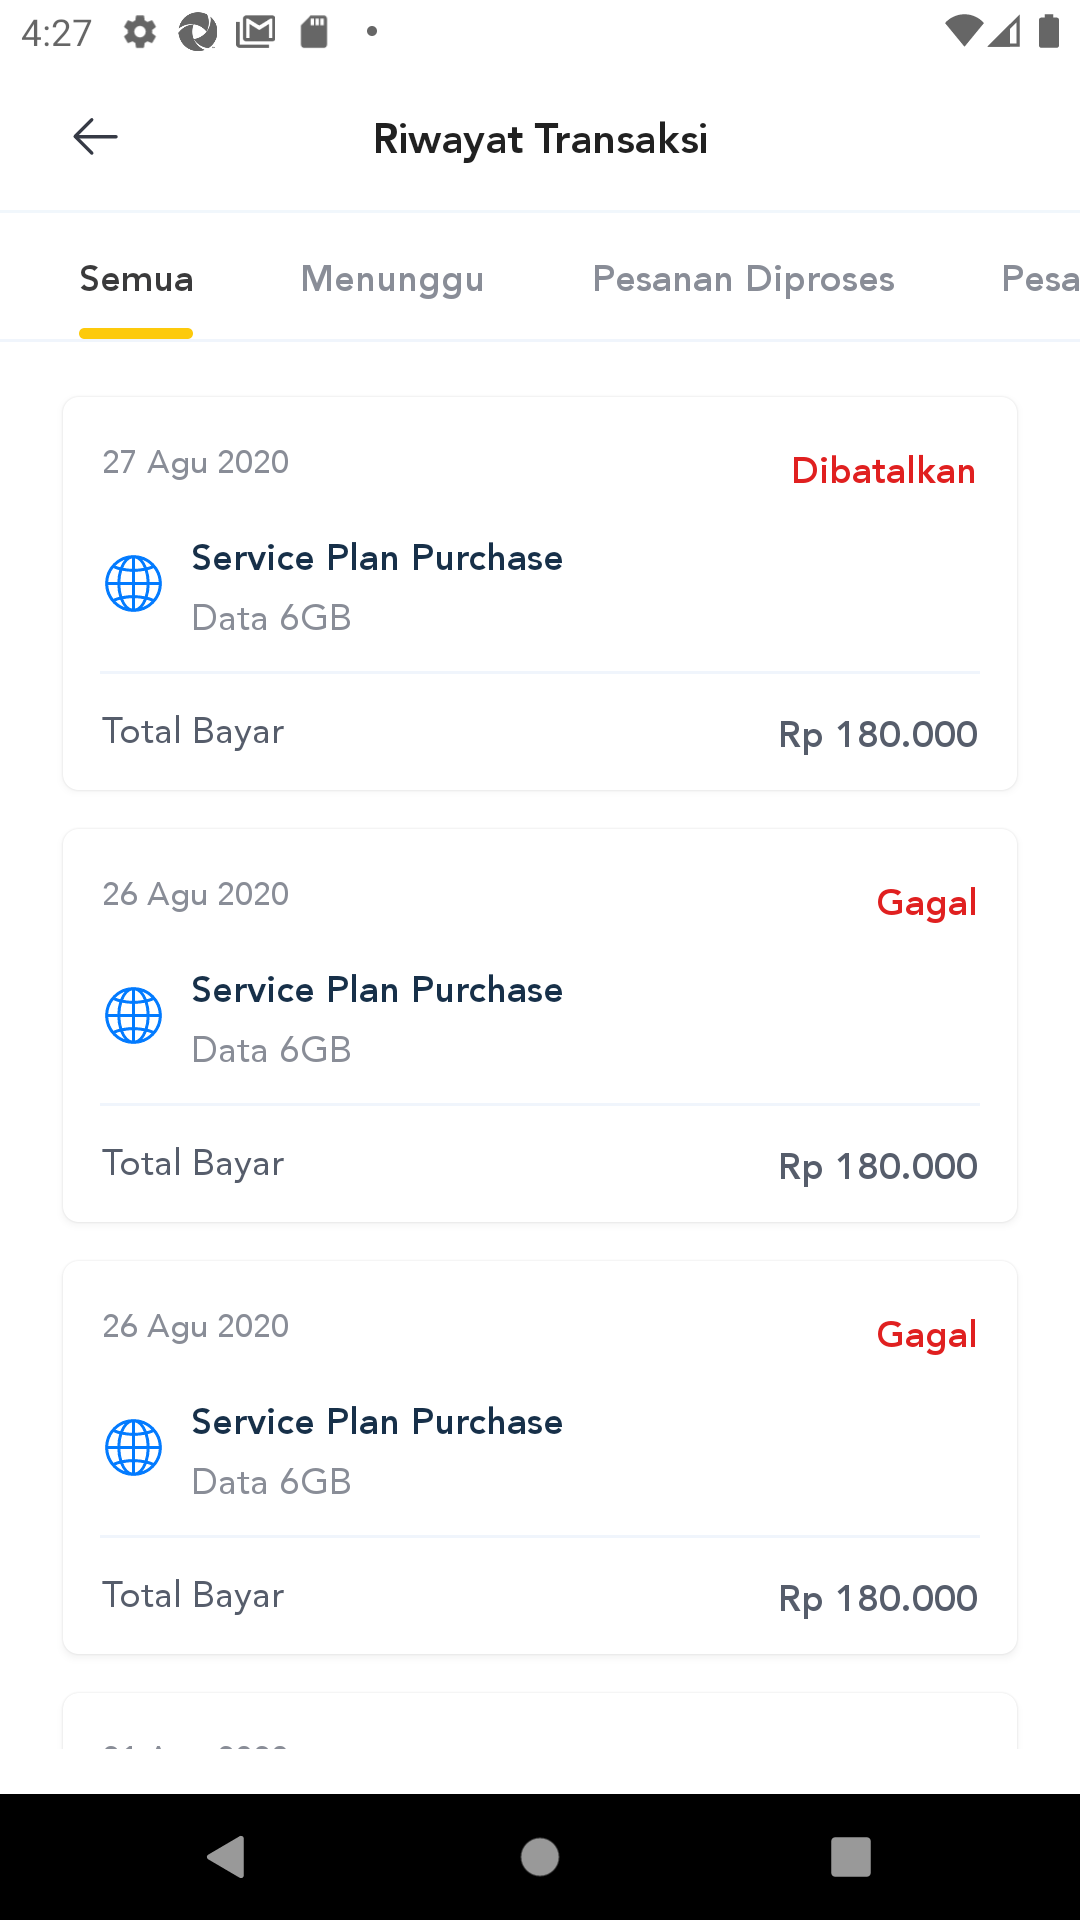 4:27
Riwayat Transaksi
Semua Menunggu Pesanan Diproses Pesa
27 Agu 2020
Dibatalkan
Service Plan Purchase
Data 6GB
Total Bayar
Rp 180.000
26 Agu 2020
Gagal
Service Plan Purchase
Data 6GB
Total Bayar
Rp 180.000
26 Agu 2020
Gagal
Service Plan Purchase
Data 6GB
Total Bayar
Rp 180.000